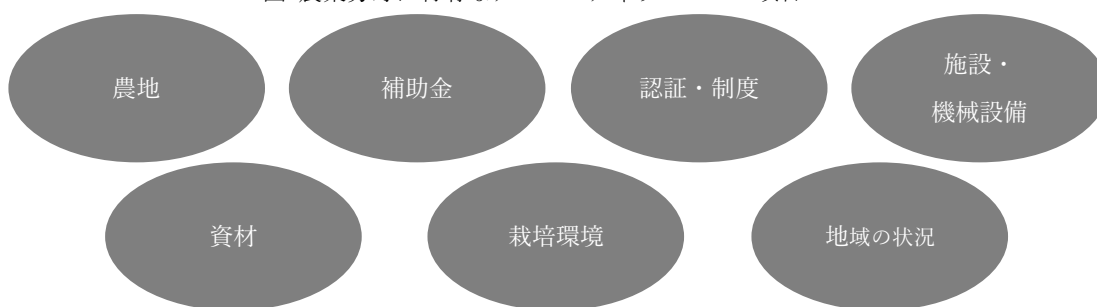 農地
補助金
認証・制度
施設・
機械設備
資材
栽培環境
地域の状況